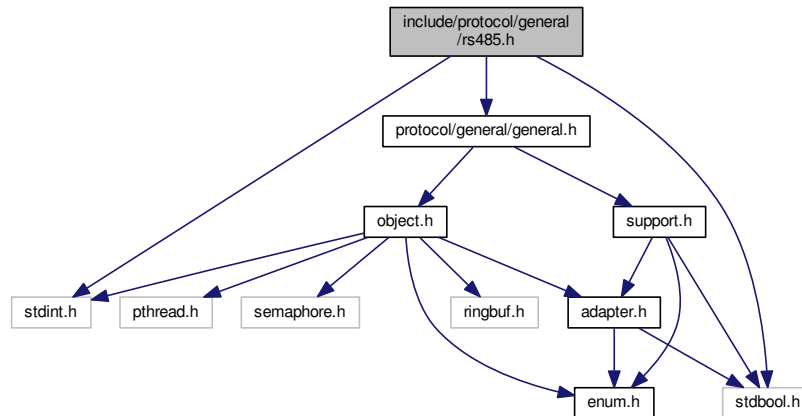 include/protocol/general
/rs485.h
protocol/general/general.h
object.h
support.h
stdint.h
pthread.h
semaphore.h
ringbuf.h
adapter.h
enum.h
stdbool.h